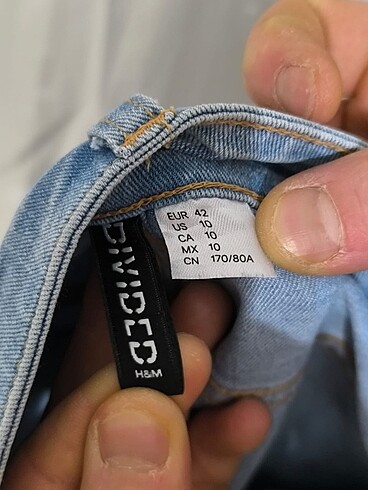 DIVIDED
H&M
EUR 42
US 10
CA 10
MX 10
CN 170/80A